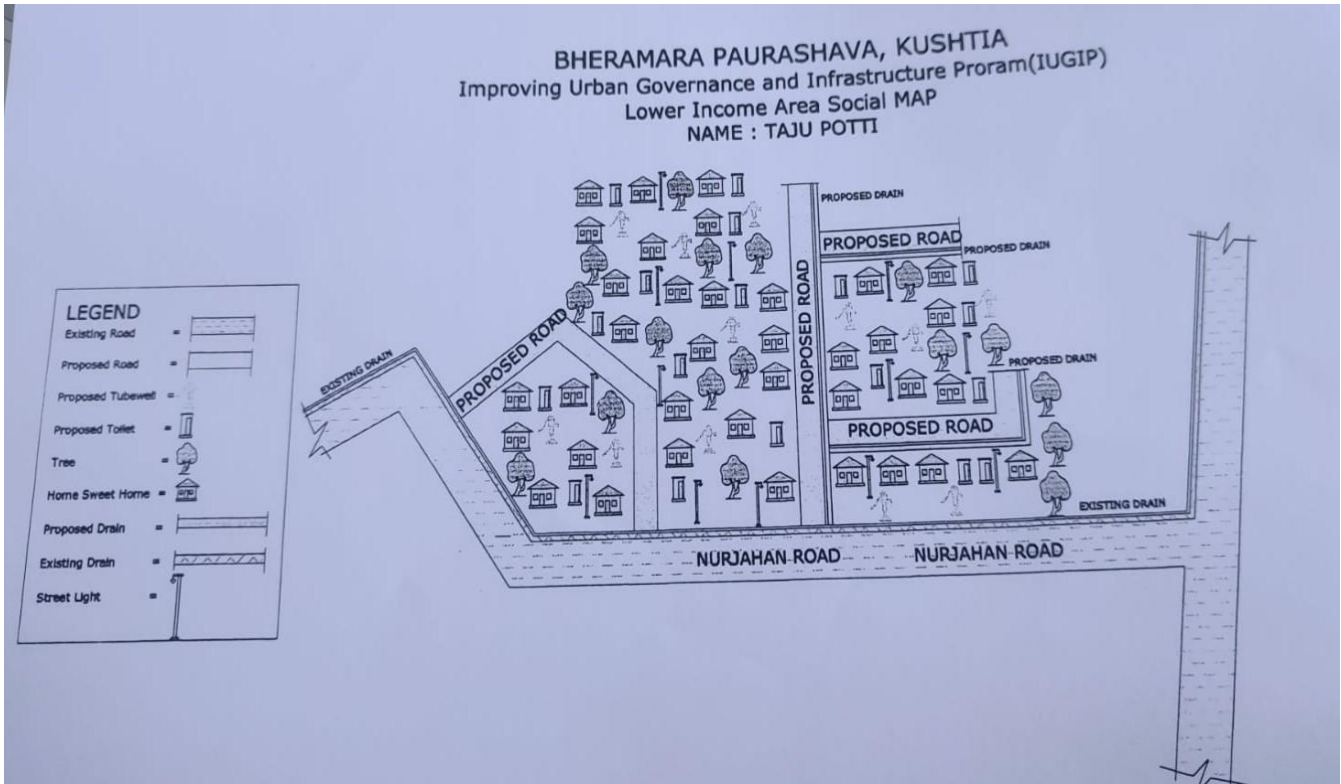 BHERAMARA PAURASHAVA, KUSHTIA
Improving Urban Governance and Infrastructure Proram(IUGIP)
Lower Income Area Social MAP
NAME : TAJU POTTI
PROPOSED DRAIN
PROPOSED ROAD
PROPOSED DRAIN
PROPOSED ROAD
PROPOSED ROAD
EXISTING DRAIN
PROPOSED DRAIN
PROPOSED ROAD
EXISTING DRAIN
NURJAHAN ROAD
NURJAHAN ROAD
LEGEND
Existing Road =
Proposed Road =
Proposed Tubewell =
Proposed Toilet =
Tree =
Home Sweet Home =
Proposed Drain =
Existing Drain =
Street Light =